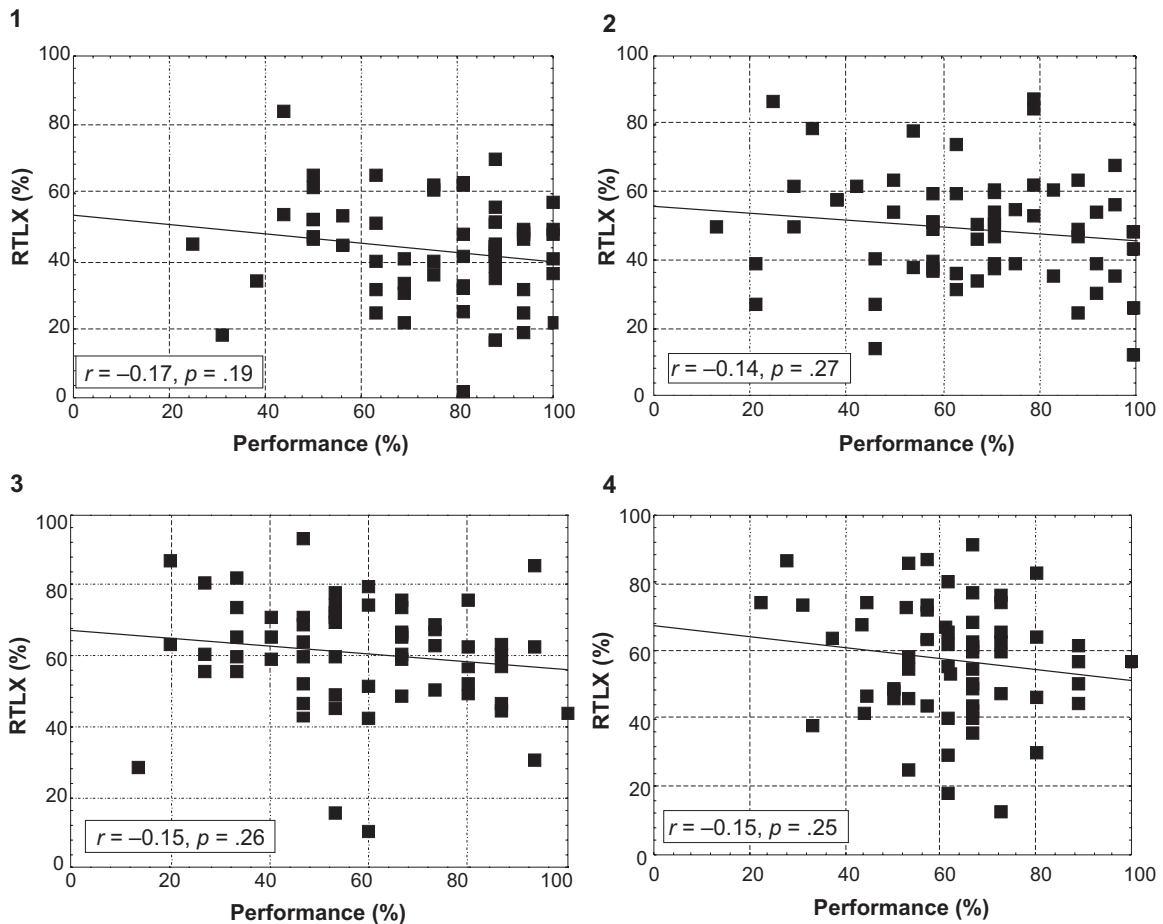 1
100
80
60
40
20
0
RTLX (%)
r = –0.17, p = .19
0 20 40 60 80 100
Performance (%)
2
100
80
60
40
20
0
RTLX (%)
r = –0.14, p = .27
0 20 40 60 80 100
Performance (%)
3
100
80
60
40
20
0
RTLX (%)
r = –0.15, p = .26
0 20 40 60 80 100
Performance (%)
4
100
80
60
40
20
0
RTLX (%)
r = –0.15, p = .25
0 20 40 60 80 100
Performance (%)